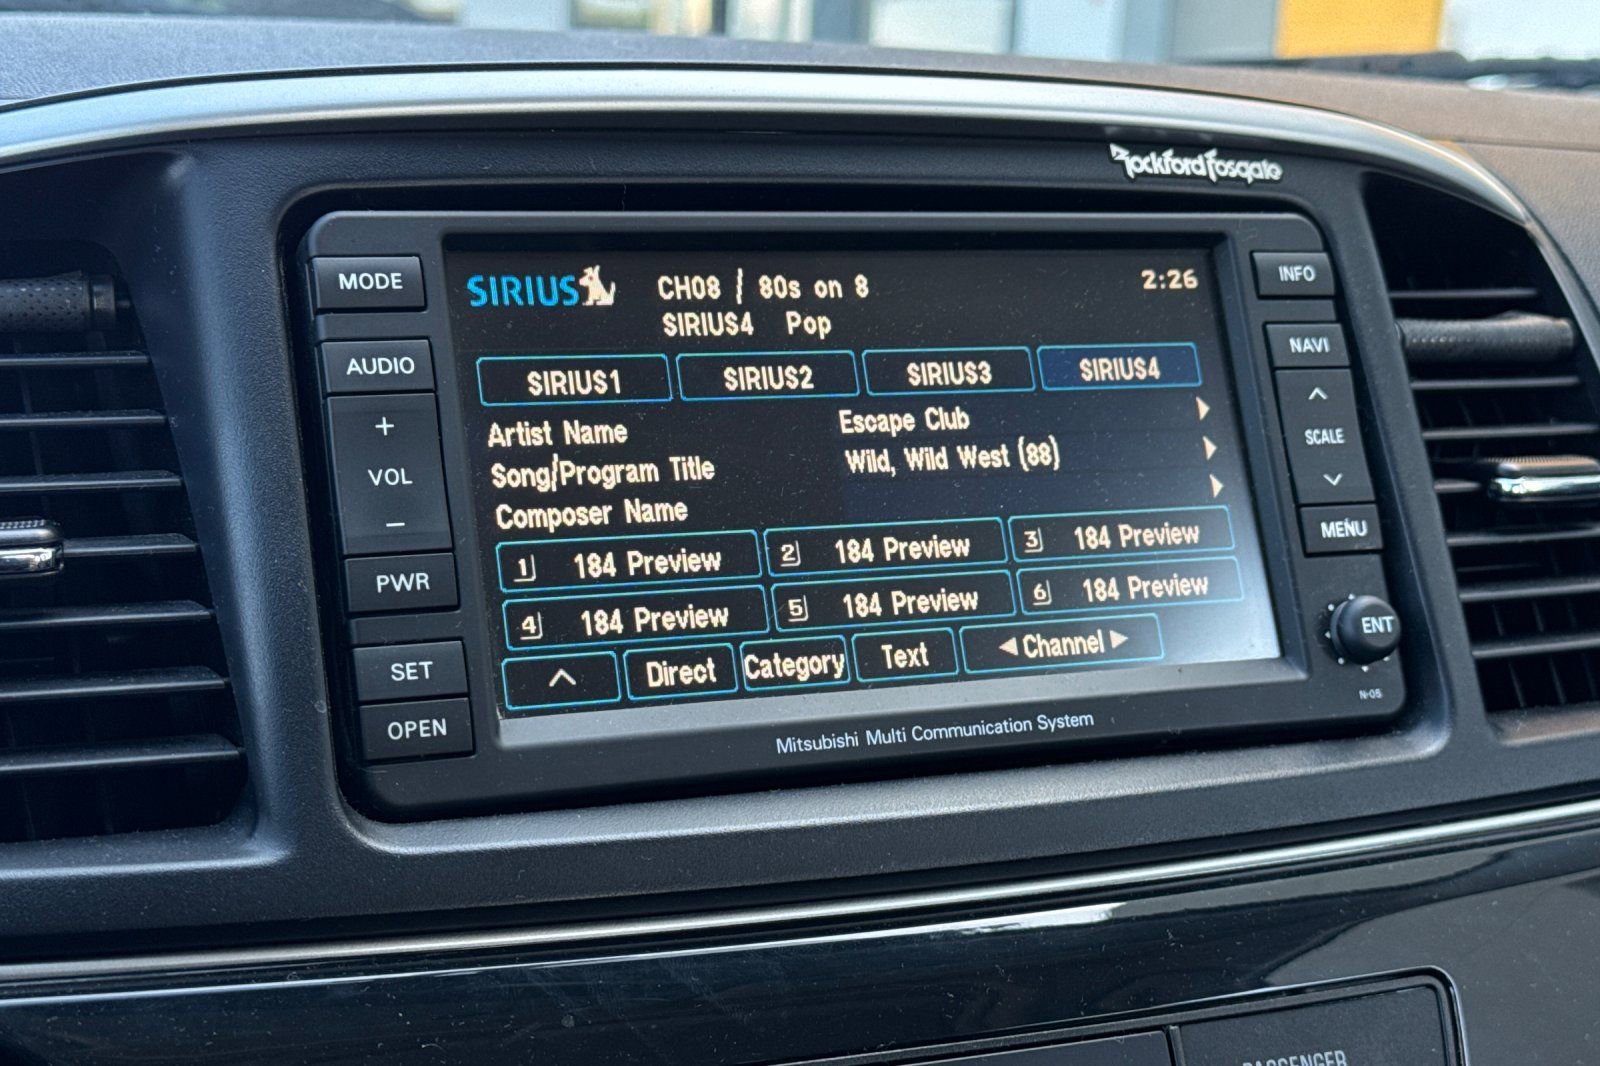 Rockford Fosgate
MODE
AUDIO
+
VOL
−
PWR
SET
OPEN
SIRIUS
CH08 / 80s on 8
2:26
SIRIUS4 Pop
SIRIUS1 SIRIUS2 SIRIUS3 SIRIUS4
Artist Name Escape Club
Song/Program Title Wild, Wild West (88)
Composer Name
1 184 Preview 2 184 Preview 3 184 Preview
4 184 Preview 5 184 Preview 6 184 Preview
Direct Category Text ◀ Channel ▶
Mitsubishi Multi Communication System
INFO
NAVI
SCALE
MENU
ENT
N-05
PASSENGER